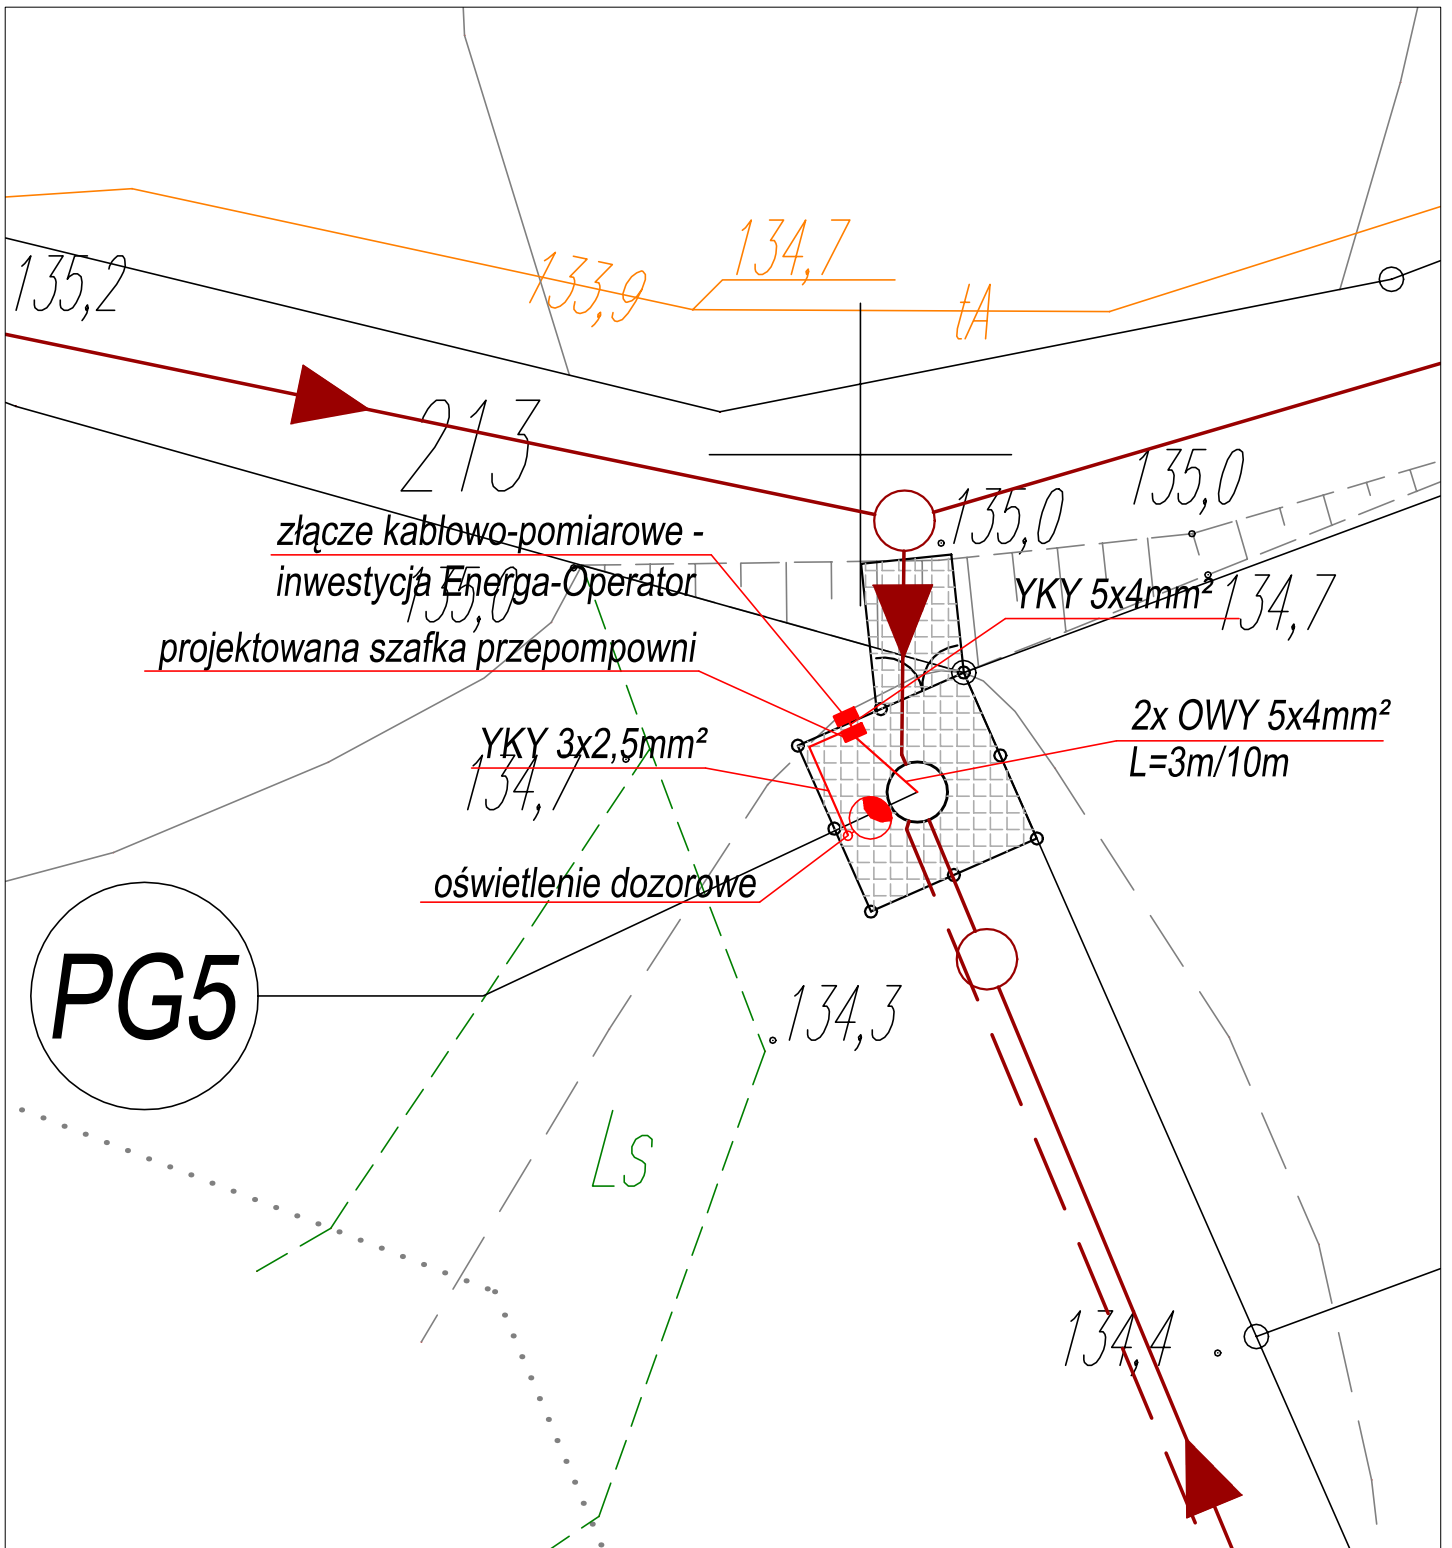 134,7
135,2
133,9
tA
213
135,0
135,0
złącze kablowo-pomiarowe -
inwestycja Energa-Operator
135,0
YKY 5x4mm²
134,7
projektowana szafka przepompowni
2x OWY 5x4mm²
L=3m/10m
YKY 3x2,5mm²
134,7
oświetlenie dozorowe
PG5
134,3
Ls
134,4